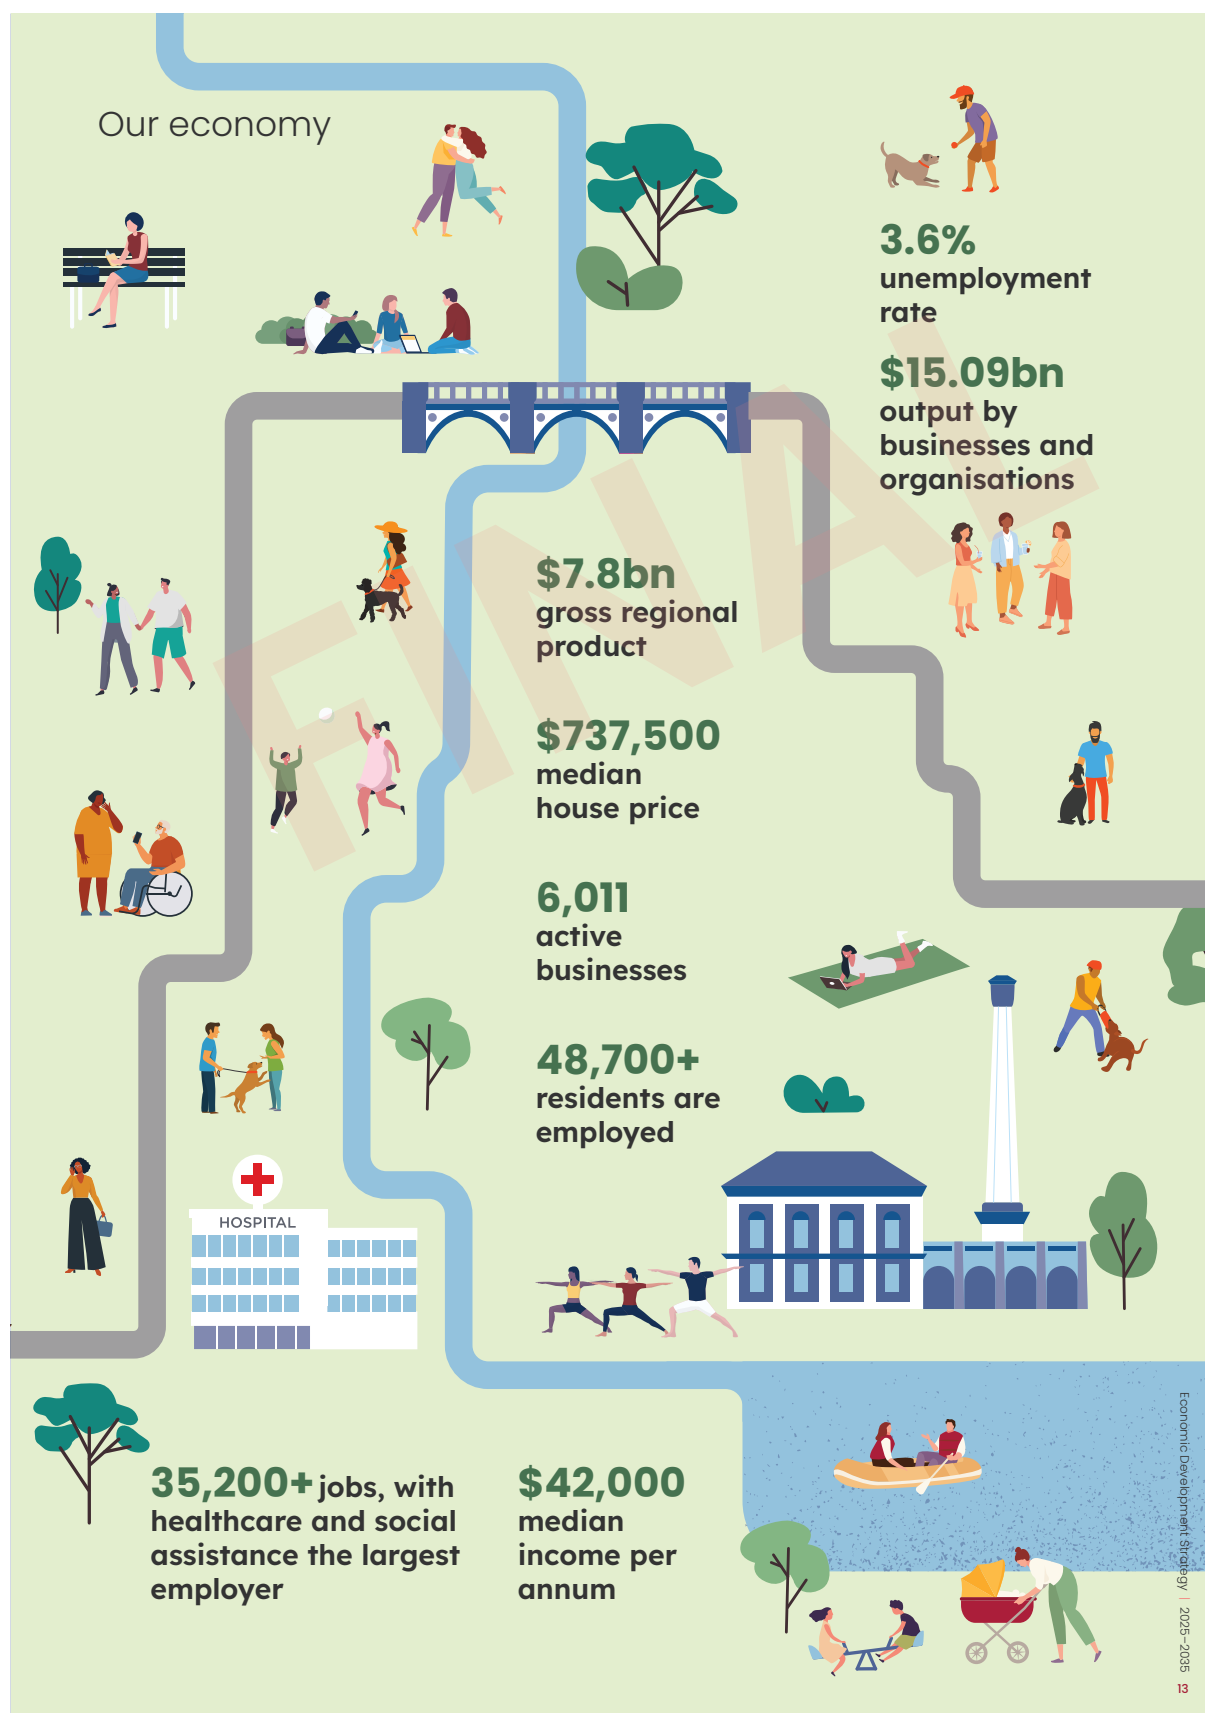 Our economy
3.6%
unemployment
rate
$15.09bn
output by
businesses and
organisations
$7.8bn
gross regional
product
$737,500
median
house price
6,011
active
businesses
48,700+
residents are
employed
HOSPITAL
35,200+ jobs, with
healthcare and social
assistance the largest
employer
$42,000
median
income per
annum
FINAL
Economic Development Strategy | 2025–2035
13